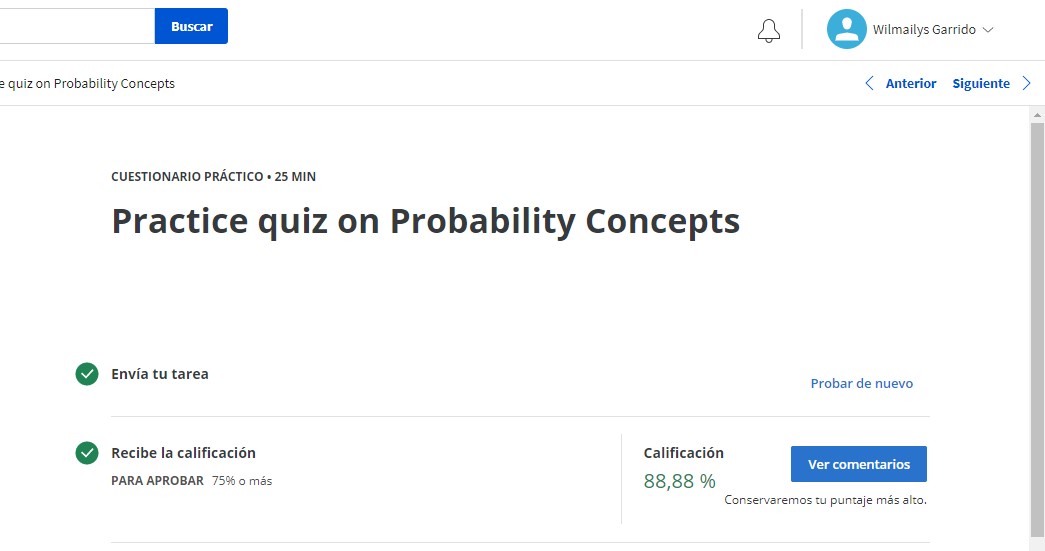 Buscar
Wilmailys Garrido
quiz on Probability Concepts
Anterior
Siguiente
CUESTIONARIO PRÁCTICO • 25 MIN
Practice quiz on Probability Concepts
Envía tu tarea
Probar de nuevo
Recibe la calificación
PARA APROBAR 75% o más
Calificación
88,88 %
Ver comentarios
Conservaremos tu puntaje más alto.